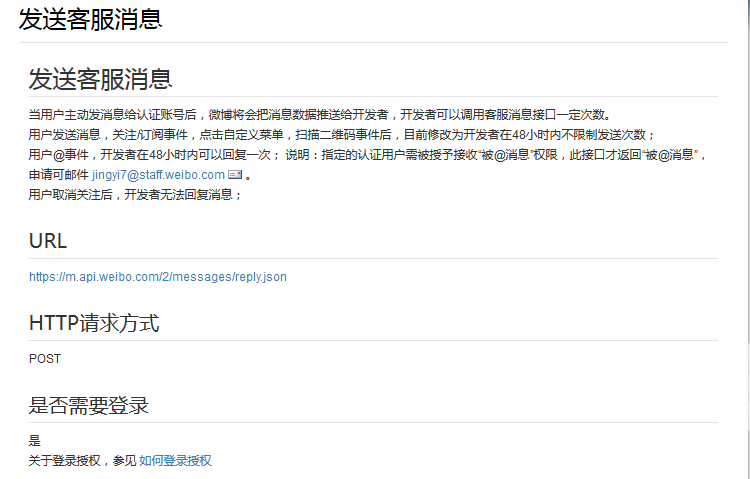 发送客服消息
发送客服消息
当用户主动发消息给认证账号后，微博将会把消息数据推送给开发者，开发者可以调用客服消息接口一定次数。
用户发送消息，关注/订阅事件，点击自定义菜单，扫描二维码事件后，目前修改为开发者在48小时内不限制发送次数；
用户@事件，开发者在48小时内可以回复一次； 说明：指定的认证用户需被授予接收“被@消息”权限，此接口才返回“被@消息”，
申请可邮件 jingyi7@staff.weibo.com 。
用户取消关注后，开发者无法回复消息；
URL
https://m.api.weibo.com/2/messages/reply.json
HTTP请求方式
POST
是否需要登录
是
关于登录授权，参见 如何登录授权